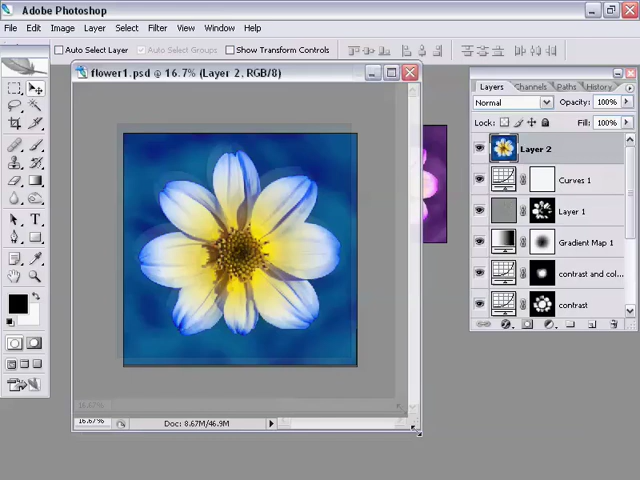 Adobe Photoshop
File Edit Image Layer Select Filter View Window Help
Auto Select Layer Auto Select Groups Show Transform Controls
flower1.psd @ 16.7% (Layer 2, RGB/8)
16.67%
16.67% Doc: 8.67M/46.9M
Layers Channels Paths History
Normal Opacity: 100%
Lock: Fill: 100%
Layer 2
Curves 1
Layer 1
Gradient Map 1
contrast and col...
contrast